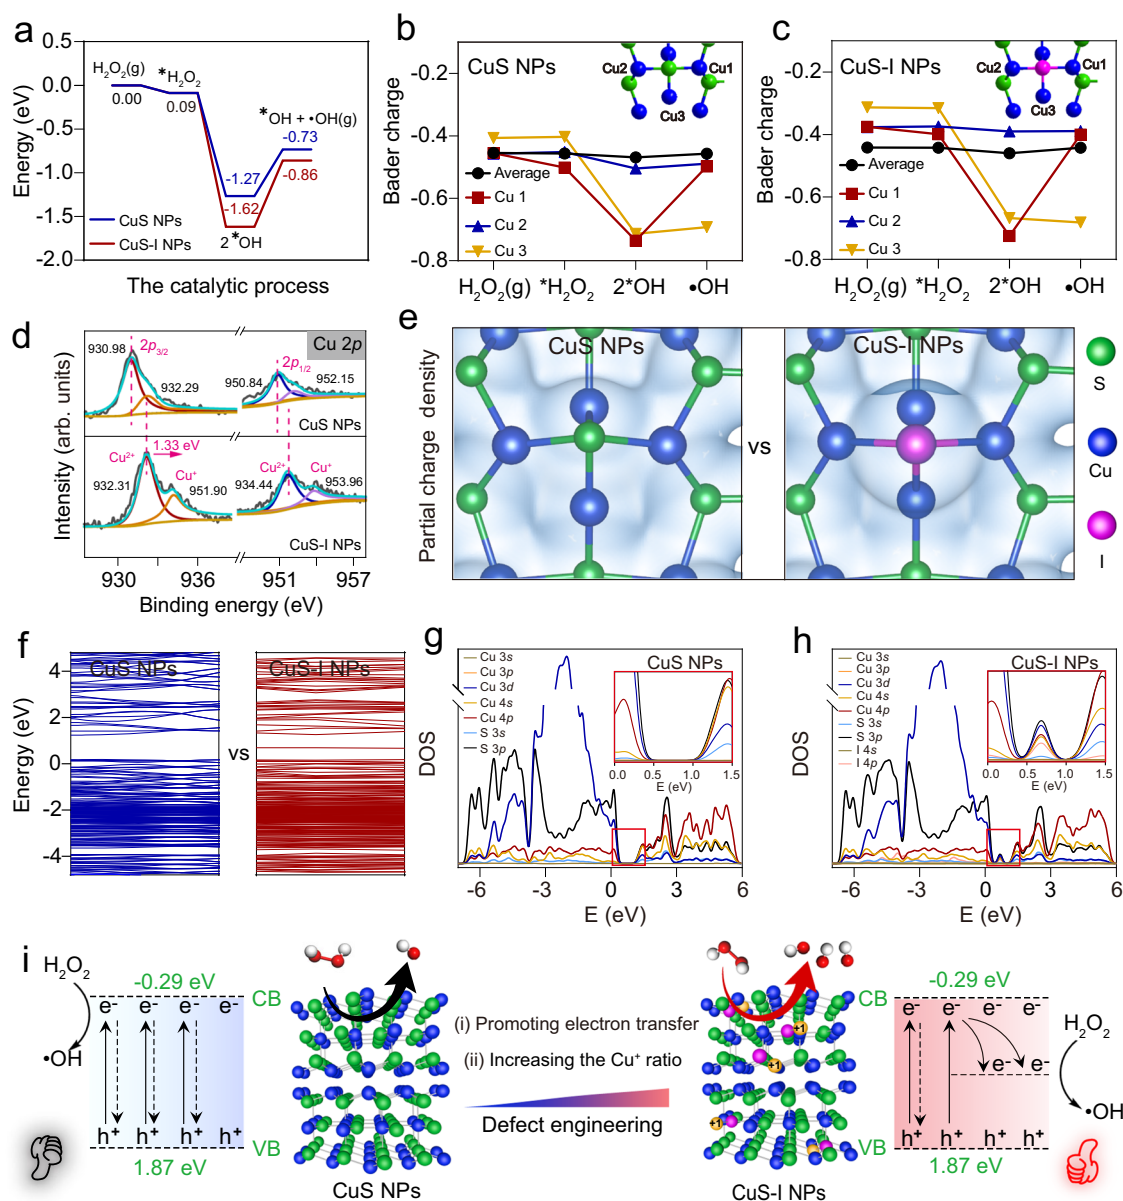 a
0.5
0.0
-0.5
-1.0
-1.5
-2.0
Energy (eV)
H₂O₂(g)
0.00
*H₂O₂
0.09
*OH + •OH(g)
-0.73
-0.86
-1.27
-1.62
2*OH
CuS NPs
CuS-I NPs
The catalytic process
b
CuS NPs
Cu2
Cu1
Cu3
-0.2
-0.4
-0.6
-0.8
Bader charge
Average
Cu 1
Cu 2
Cu 3
H₂O₂(g) *H₂O₂ 2*OH •OH
c
CuS-I NPs
Cu2
Cu1
Cu3
-0.2
-0.4
-0.6
-0.8
Bader charge
Average
Cu 1
Cu 2
Cu 3
H₂O₂(g) *H₂O₂ 2*OH •OH
d
Cu 2p
930.98
2p₃/₂
932.29
950.84
2p₁/₂
952.15
CuS NPs
1.33 eV
Cu²⁺
Cu⁺
932.31
951.90
Cu²⁺
Cu⁺
934.44
953.96
CuS-I NPs
Intensity (arb. units)
930 936 951 957
Binding energy (eV)
e
Partial charge density
CuS NPs
vs
CuS-I NPs
S
Cu
I
f
CuS NPs
vs
CuS-I NPs
4
2
0
-2
-4
Energy (eV)
g
CuS NPs
Cu 3s
Cu 3p
Cu 3d
Cu 4s
Cu 4p
S 3s
S 3p
DOS
0.0 0.5 1.0 1.5
E (eV)
-6 -3 0 3 6
E (eV)
h
CuS-I NPs
Cu 3s
Cu 3p
Cu 3d
Cu 4s
Cu 4p
S 3s
S 3p
I 4s
I 4p
DOS
0.0 0.5 1.0 1.5
E (eV)
-6 -3 0 3 6
E (eV)
i
H₂O₂
•OH
-0.29 eV
CB
e⁻ e⁻ e⁻ e⁻
h⁺ h⁺ h⁺ h⁺
VB
1.87 eV
CuS NPs
(i) Promoting electron transfer
(ii) Increasing the Cu⁺ ratio
Defect engineering
+1
+1
+1
CuS-I NPs
-0.29 eV
CB
e⁻ e⁻ e⁻ e⁻
e⁻ e⁻
h⁺ h⁺ h⁺ h⁺
VB
1.87 eV
H₂O₂
•OH